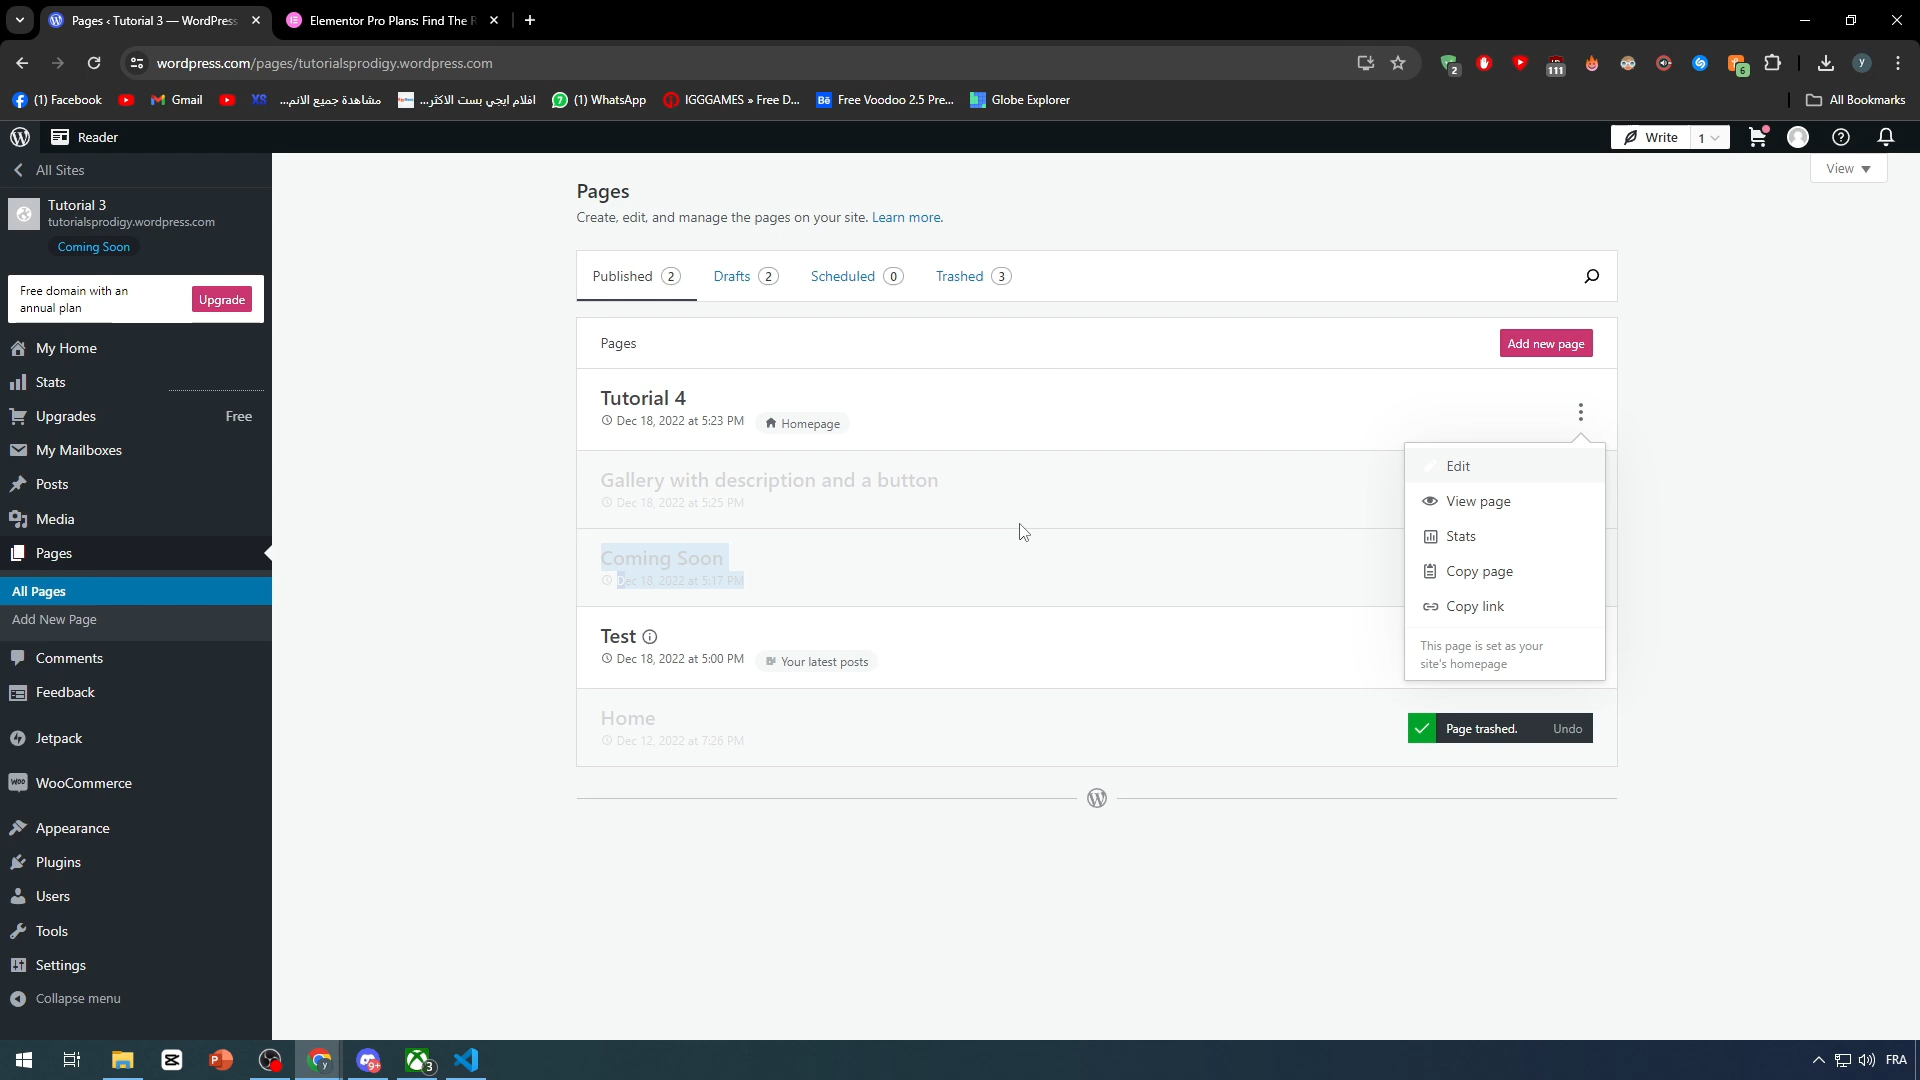 Pages ‹ Tutorial 3 — WordPress
Elementor Pro Plans: Find The R
wordpress.com/pages/tutorialsprodigy.wordpress.com
2
111
6
y
(1) Facebook
Gmail
XS
مشاهدة جميع الانم...
افلام ايجي بست الاكثر...
(1) WhatsApp
IGGGAMES » Free D...
Bē
Free Voodoo 2.5 Pre...
Globe Explorer
All Bookmarks
Reader
Write
1
All Sites
View
Tutorial 3
tutorialsprodigy.wordpress.com
Coming Soon
Free domain with an
annual plan
Upgrade
My Home
Stats
Upgrades
Free
My Mailboxes
Posts
Media
Pages
All Pages
Add New Page
Comments
Feedback
Jetpack
WooCommerce
Appearance
Plugins
Users
Tools
Settings
Collapse menu
Pages
Create, edit, and manage the pages on your site. Learn more.
Published 2
Drafts 2
Scheduled 0
Trashed 3
Pages
Add new page
Tutorial 4
Dec 18, 2022 at 5:23 PM
Homepage
Gallery with description and a button
Dec 18, 2022 at 5:25 PM
Coming Soon
Dec 18, 2022 at 5:17 PM
Test
Dec 18, 2022 at 5:00 PM
Your latest posts
Home
Dec 12, 2022 at 7:26 PM
Edit
View page
Stats
Copy page
Copy link
This page is set as your
site's homepage
Page trashed.
Undo
9+
3
FRA